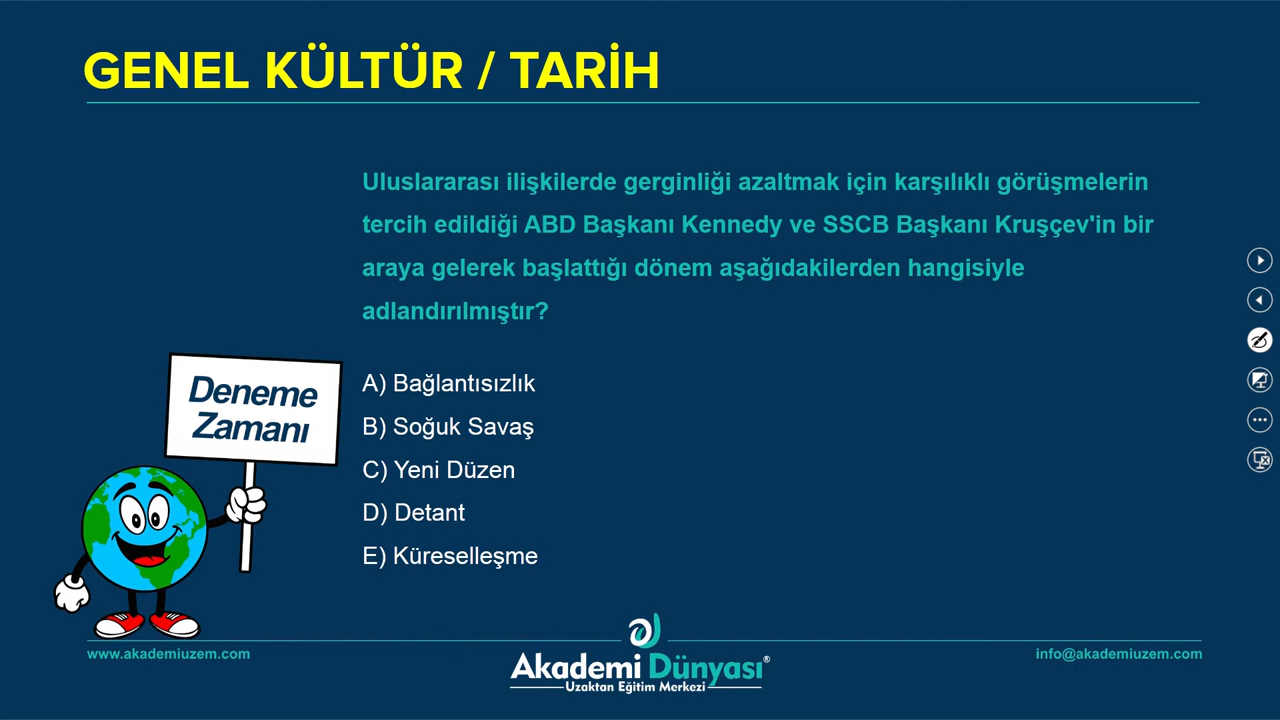 GENEL KÜLTÜR / TARİH
Uluslararası ilişkilerde gerginliği azaltmak için karşılıklı görüşmelerin
tercih edildiği ABD Başkanı Kennedy ve SSCB Başkanı Kruşçev'in bir
araya gelerek başlattığı dönem aşağıdakilerden hangisiyle
adlandırılmıştır?
A) Bağlantısızlık
B) Soğuk Savaş
C) Yeni Düzen
D) Detant
E) Küreselleşme
Deneme
Zamanı
www.akademiuzem.com
Akademi Dünyası®
Uzaktan Eğitim Merkezi
info@akademiuzem.com